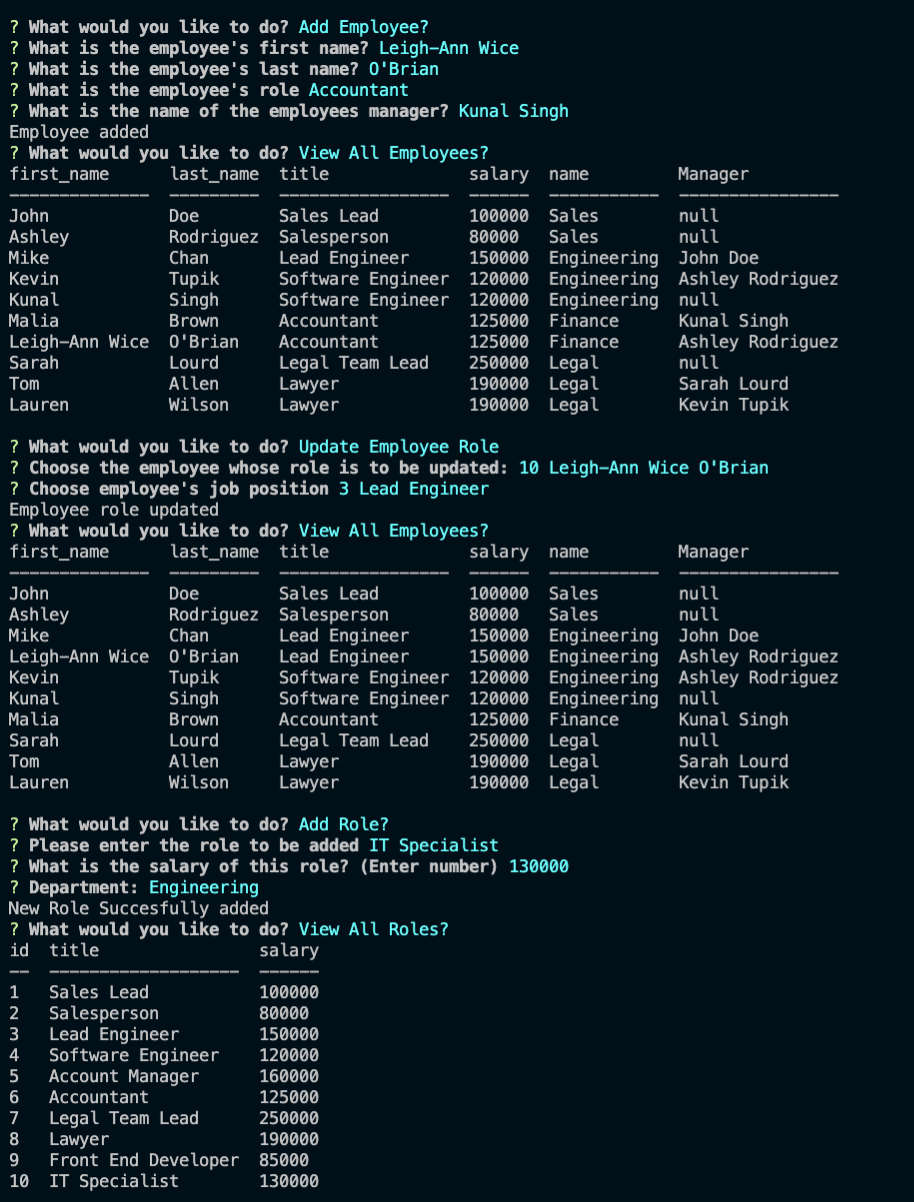 ? What would you like to do? Add Employee?
? What is the employee's first name? Leigh-Ann Wice
? What is the employee's last name? O'Brian
? What is the employee's role Accountant
? What is the name of the employees manager? Kunal Singh
Employee added
? What would you like to do? View All Employees?
first_name      last_name  title              salary  name         Manager
--------------  ---------  -----------------  ------  -----------  ----------------
John            Doe        Sales Lead         100000  Sales        null
Ashley          Rodriguez  Salesperson        80000   Sales        null
Mike            Chan       Lead Engineer      150000  Engineering  John Doe
Kevin           Tupik      Software Engineer  120000  Engineering  Ashley Rodriguez
Kunal           Singh      Software Engineer  120000  Engineering  null
Malia           Brown      Accountant         125000  Finance      Kunal Singh
Leigh-Ann Wice  O'Brian    Accountant         125000  Finance      Ashley Rodriguez
Sarah           Lourd      Legal Team Lead    250000  Legal        null
Tom             Allen      Lawyer             190000  Legal        Sarah Lourd
Lauren          Wilson     Lawyer             190000  Legal        Kevin Tupik
? What would you like to do? Update Employee Role
? Choose the employee whose role is to be updated: 10 Leigh-Ann Wice O'Brian
? Choose employee's job position 3 Lead Engineer
Employee role updated
? What would you like to do? View All Employees?
first_name      last_name  title              salary  name         Manager
--------------  ---------  -----------------  ------  -----------  ----------------
John            Doe        Sales Lead         100000  Sales        null
Ashley          Rodriguez  Salesperson        80000   Sales        null
Mike            Chan       Lead Engineer      150000  Engineering  John Doe
Leigh-Ann Wice  O'Brian    Lead Engineer      150000  Engineering  Ashley Rodriguez
Kevin           Tupik      Software Engineer  120000  Engineering  Ashley Rodriguez
Kunal           Singh      Software Engineer  120000  Engineering  null
Malia           Brown      Accountant         125000  Finance      Kunal Singh
Sarah           Lourd      Legal Team Lead    250000  Legal        null
Tom             Allen      Lawyer             190000  Legal        Sarah Lourd
Lauren          Wilson     Lawyer             190000  Legal        Kevin Tupik
? What would you like to do? Add Role?
? Please enter the role to be added IT Specialist
? What is the salary of this role? (Enter number) 130000
? Department: Engineering
New Role Succesfully added
? What would you like to do? View All Roles?
id  title                salary
--  -------------------  ------
1   Sales Lead           100000
2   Salesperson          80000
3   Lead Engineer        150000
4   Software Engineer    120000
5   Account Manager      160000
6   Accountant           125000
7   Legal Team Lead      250000
8   Lawyer               190000
9   Front End Developer  85000
10  IT Specialist        130000